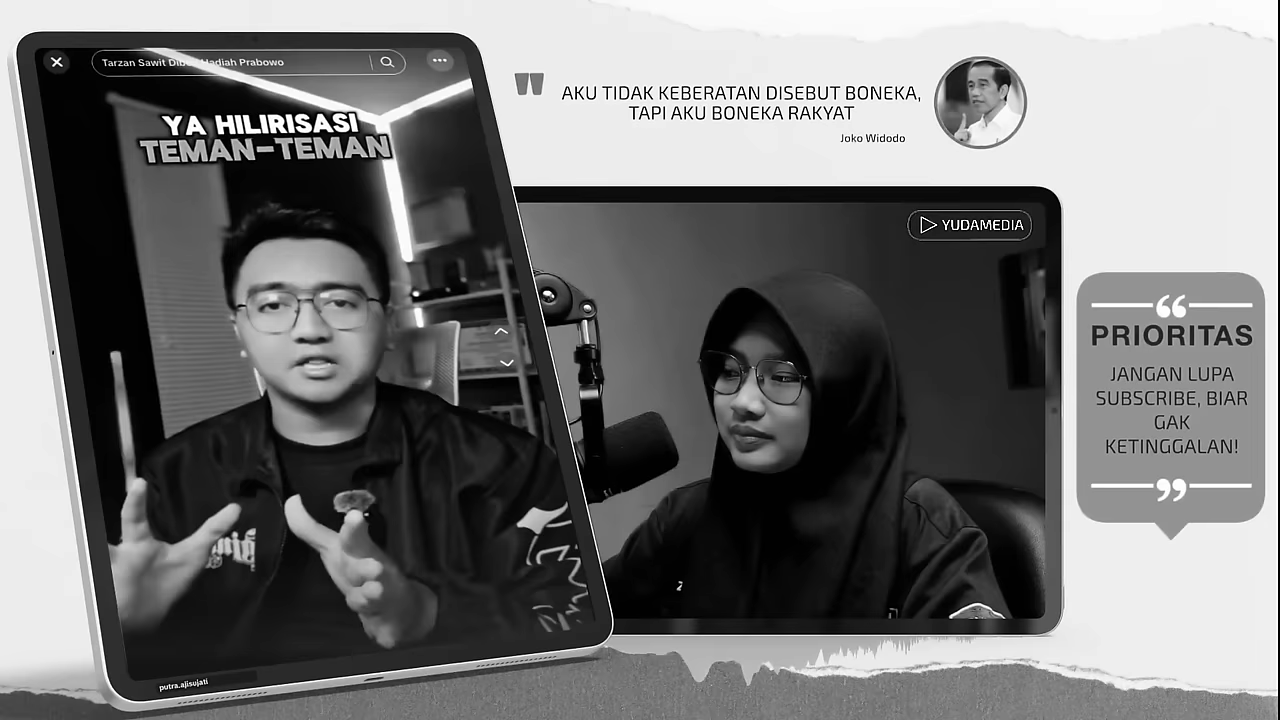 Tarzan Sawit Dibu Hadiah Prabowo
YA HILIRISASI
TEMAN-TEMAN
putra.ajisujati
AKU TIDAK KEBERATAN DISEBUT BONEKA,
TAPI AKU BONEKA RAKYAT
Joko Widodo
YUDAMEDIA
PRIORITAS
JANGAN LUPA
SUBSCRIBE, BIAR
GAK
KETINGGALAN!